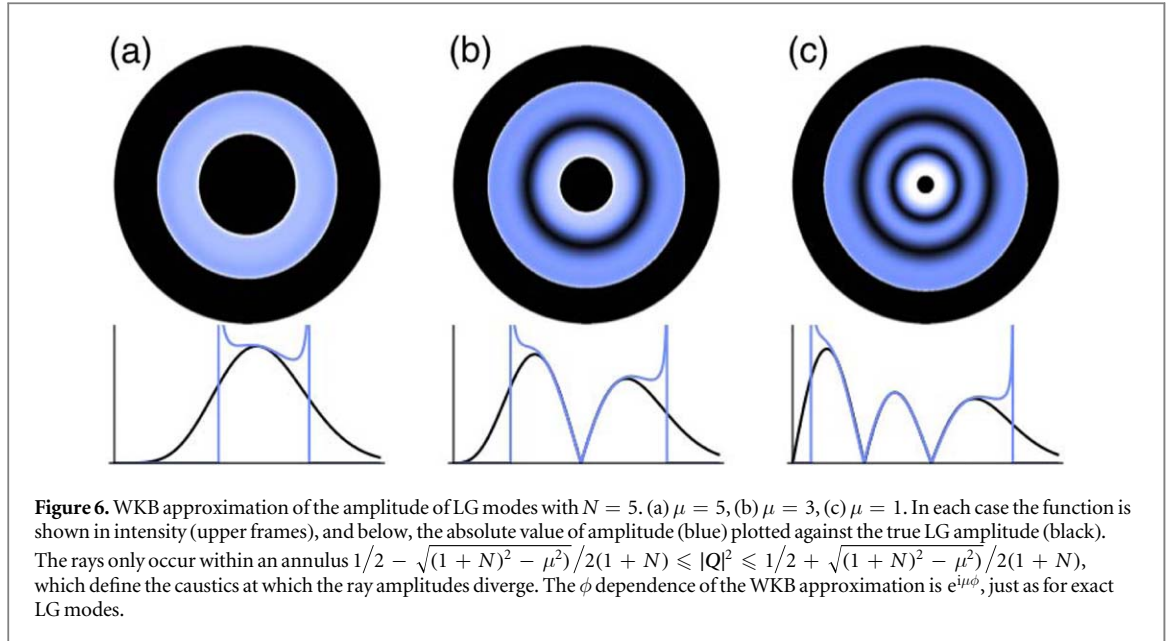 (a) (b) (c)
Figure 6. WKB approximation of the amplitude of LG modes with N = 5. (a) μ = 5, (b) μ = 3, (c) μ = 1. In each case the function is
shown in intensity (upper frames), and below, the absolute value of amplitude (blue) plotted against the true LG amplitude (black).
The rays only occur within an annulus 1/2 − √((1 + N)² − μ²)/2(1 + N) ⩽ |Q|² ⩽ 1/2 + √((1 + N)² − μ²)/2(1 + N),
which define the caustics at which the ray amplitudes diverge. The ϕ dependence of the WKB approximation is e^{iμϕ}, just as for exact
LG modes.